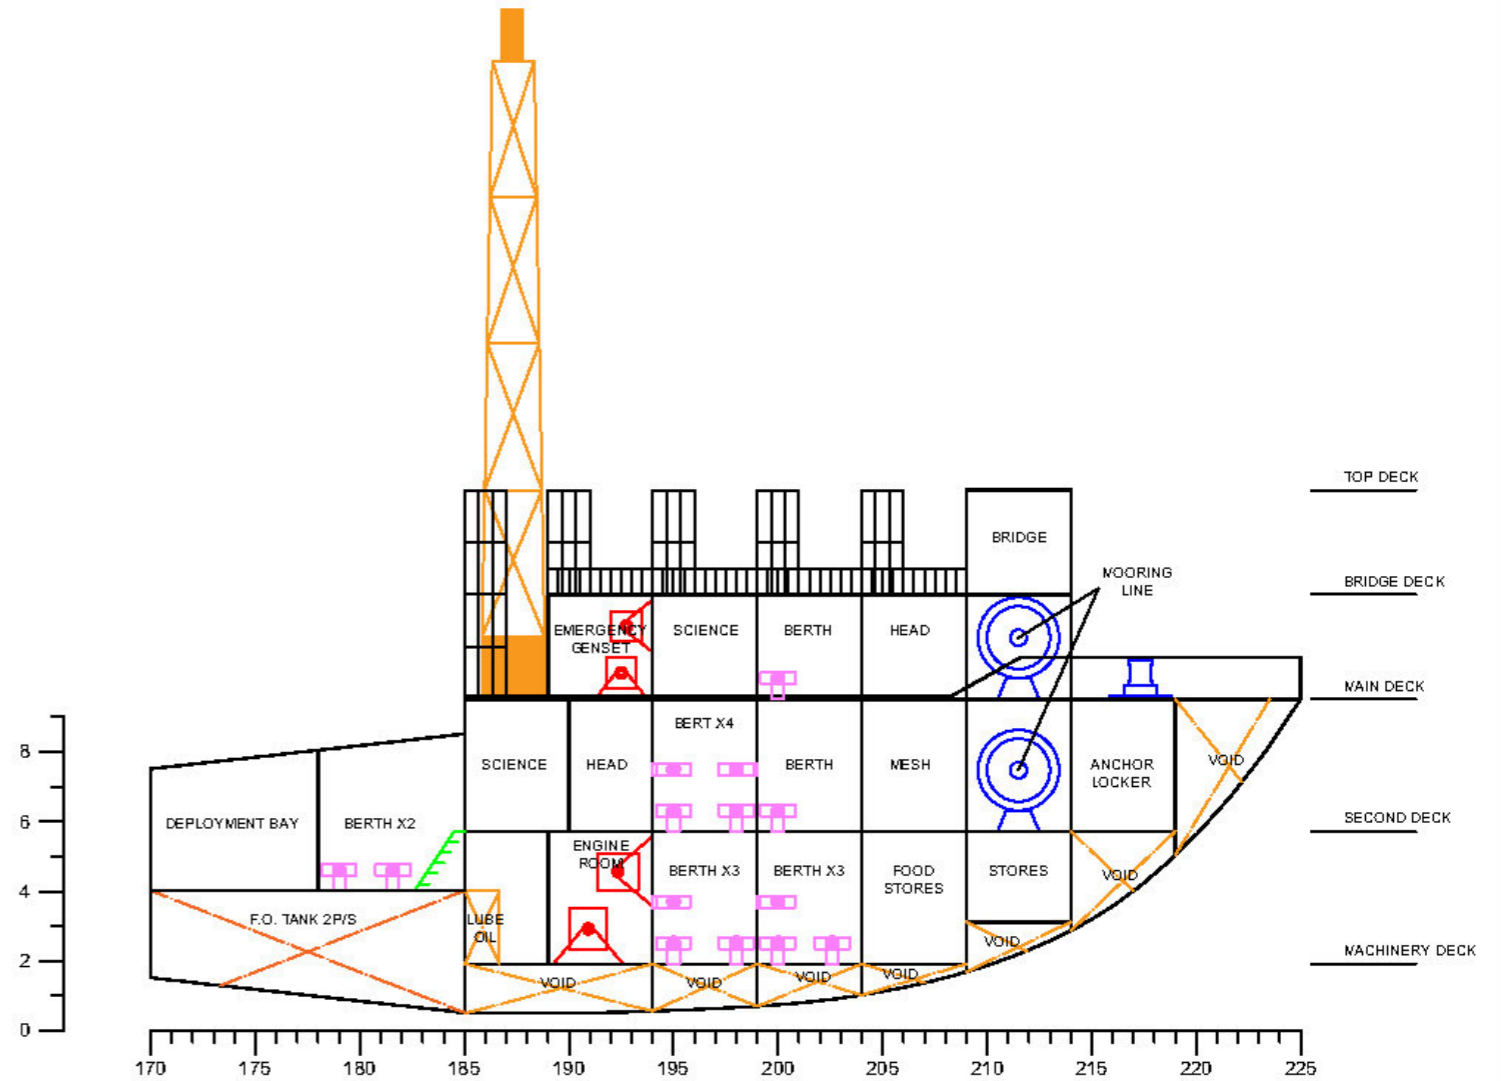 TOP DECK
BRIDGE
MOORING
LINE
BRIDGE DECK
EMERGENCY
GENSET
SCIENCE
BERTH
HEAD
MAIN DECK
BERT X4
SCIENCE
HEAD
BERTH
MESH
ANCHOR
LOCKER
VOID
8
DEPLOYMENT BAY
BERTH X2
SECOND DECK
6
ENGINE
ROOM
BERTH X3
BERTH X3
FOOD
STORES
STORES
VOID
4
F.O. TANK 2P/S
LUBE
OIL
VOID
MACHINERY DECK
2
VOID
VOID
VOID
VOID
0
170 175 185 190 195 200 205 210 215 220 225